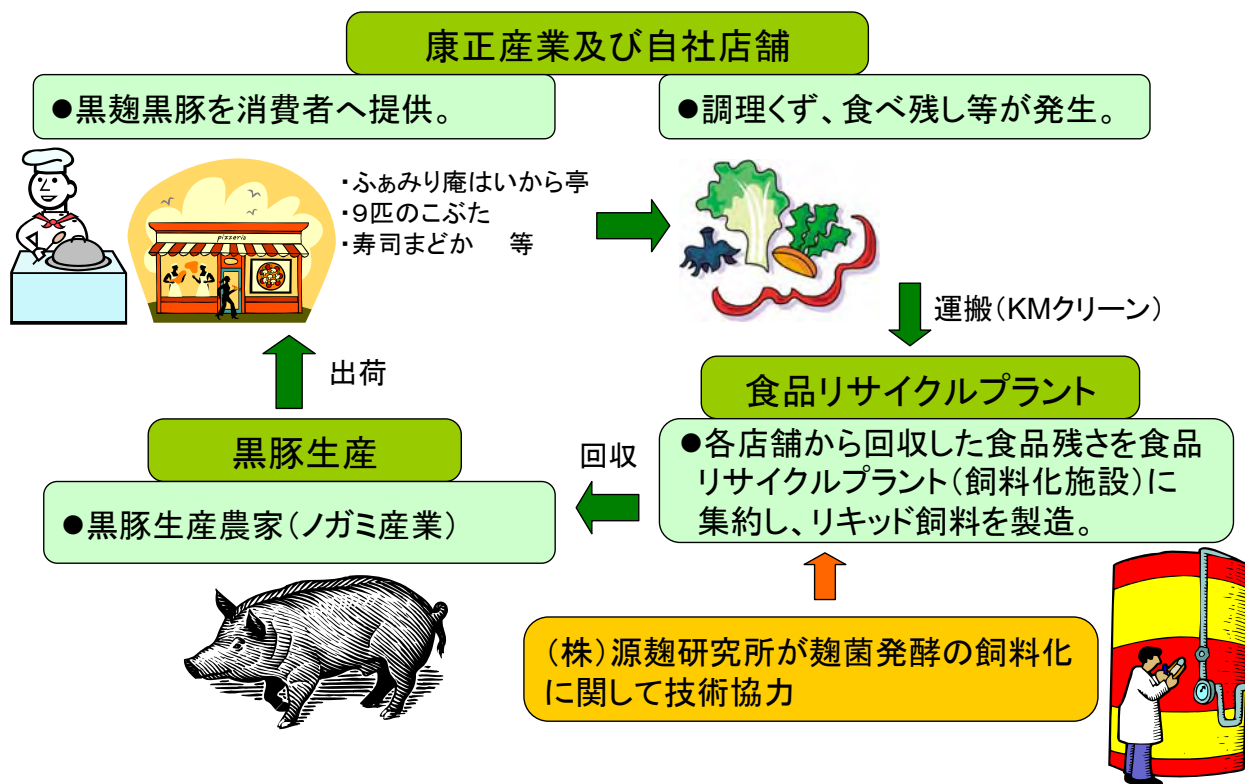 康正産業及び自社店舗
●黒麹黒豚を消費者へ提供。
●調理くず、食べ残し等が発生。
pizzeria
・ふぁみり庵はいから亭
・9匹のこぶた
・寿司まどか　等
運搬(KMクリーン)
出荷
食品リサイクルプラント
●各店舗から回収した食品残さを食品
リサイクルプラント(飼料化施設)に
集約し、リキッド飼料を製造。
回収
黒豚生産
●黒豚生産農家(ノガミ産業)
(株)源麹研究所が麹菌発酵の飼料化
に関して技術協力